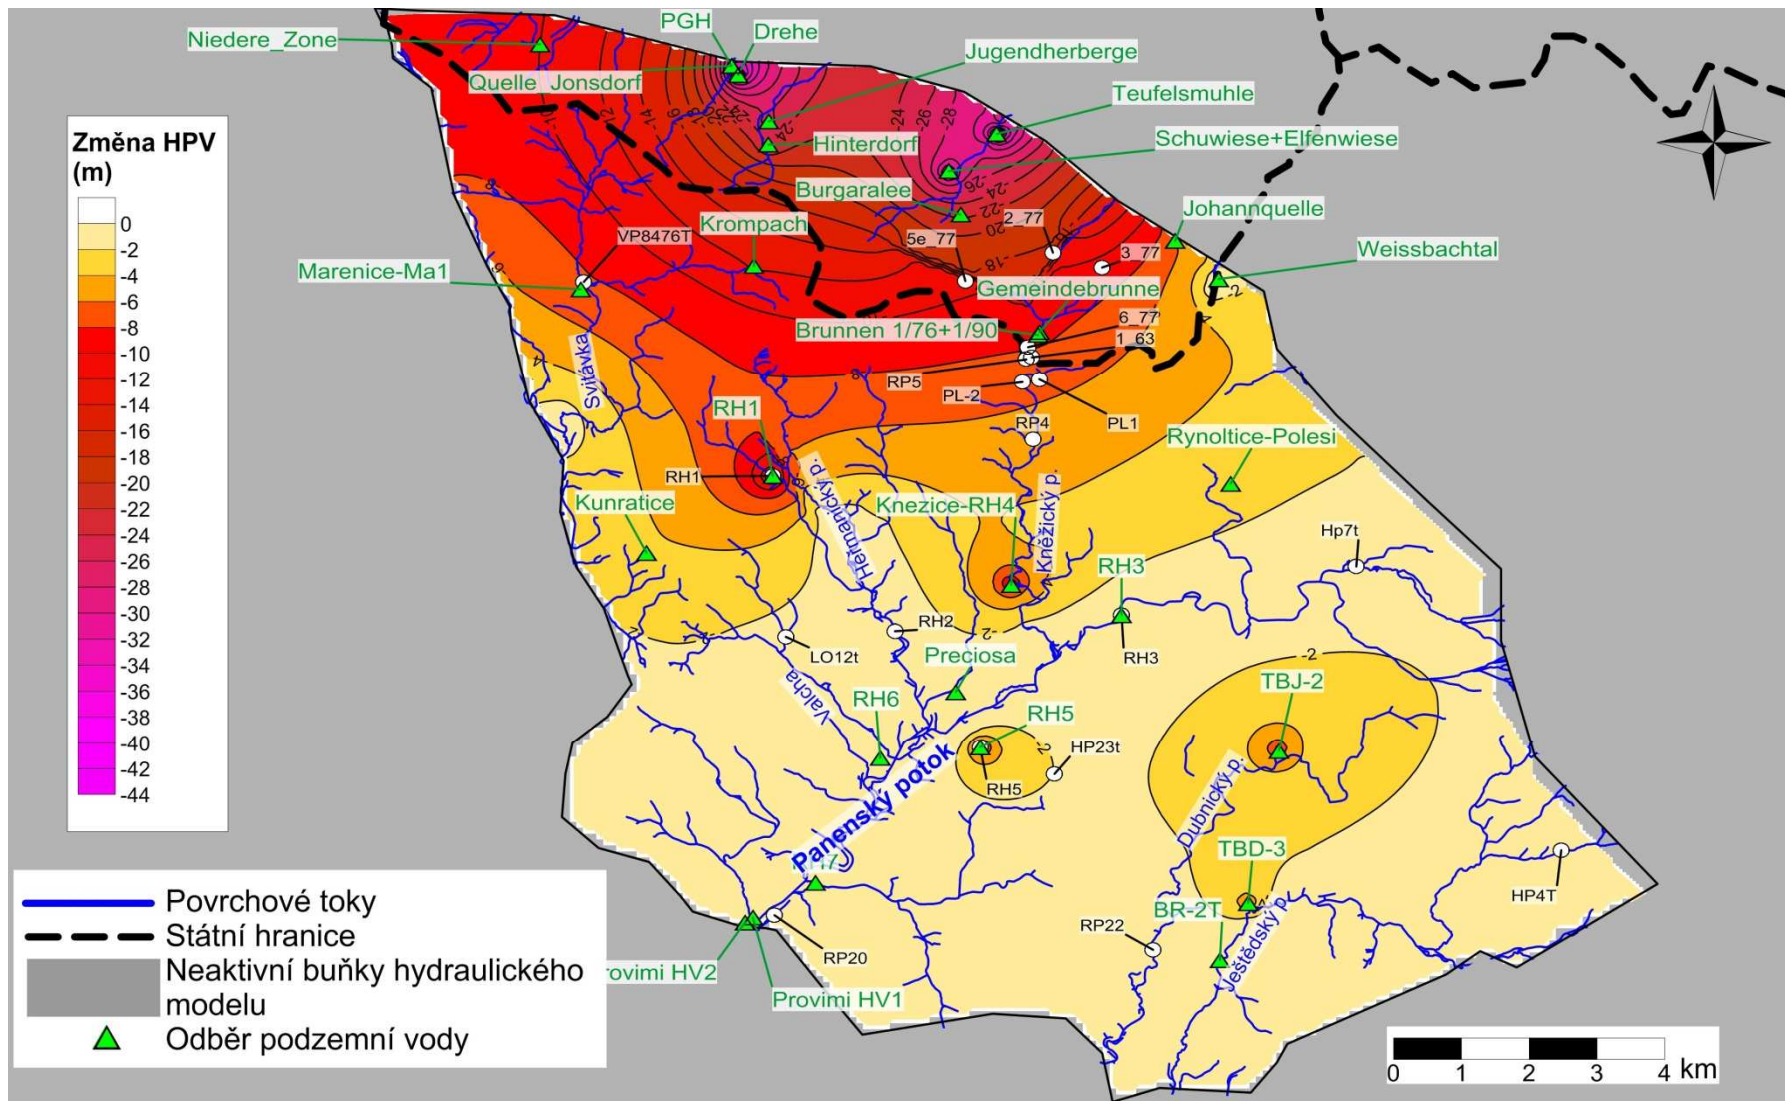 PGH
Drehe
Niedere_Zone
Jugendherberge
Quelle_Jonsdorf
Teufelsmuhle
Schuwiese+Elfenwiese
Hinterdorf
Burgaralee
Johannquelle
Krompach
VP8476T
5e_77
2_77
3_77
Weissbachtal
Marenice-Ma1
Gemeindebrunne
Brunnen 1/76+1/90
6_77
1_63
RP5
PL-2
PL1
RP4
Svitávka
RH1
RH1
Heřmanický p.
Kněžický p.
Rynoltice-Polesi
Kunratice
Knezice-RH4
Hp7t
RH3
RH3
RH2
LO12t
Preciosa
Valcha
RH6
RH5
RH5
HP23t
TBJ-2
Panenský potok
Dubnický p.
TBD-3
BR-2T
Ještědský p.
HP4T
RP22
RP20
rovimi HV2
Provimi HV1
Změna HPV
(m)
0
-2
-4
-6
-8
-10
-12
-14
-16
-18
-20
-22
-24
-26
-28
-30
-32
-34
-36
-38
-40
-42
-44
Povrchové toky
Státní hranice
Neaktivní buňky hydraulického
modelu
Odběr podzemní vody
0 1 2 3 4 km